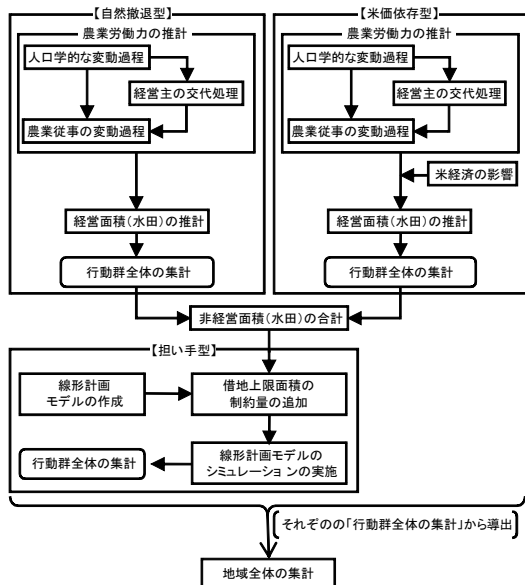 【自然撤退型】
農業労働力の推計
人口学的な変動過程
経営主の交代処理
農業従事の変動過程
経営面積(水田)の推計
行動群全体の集計
【米価依存型】
農業労働力の推計
人口学的な変動過程
経営主の交代処理
農業従事の変動過程
米経済の影響
経営面積(水田)の推計
行動群全体の集計
非経営面積(水田)の合計
【担い手型】
線形計画
モデルの作成
借地上限面積の
制約量の追加
行動群全体の集計
線形計画モデルの
シミュレーションの実施
それぞのの「行動群全体の集計」から導出
地域全体の集計